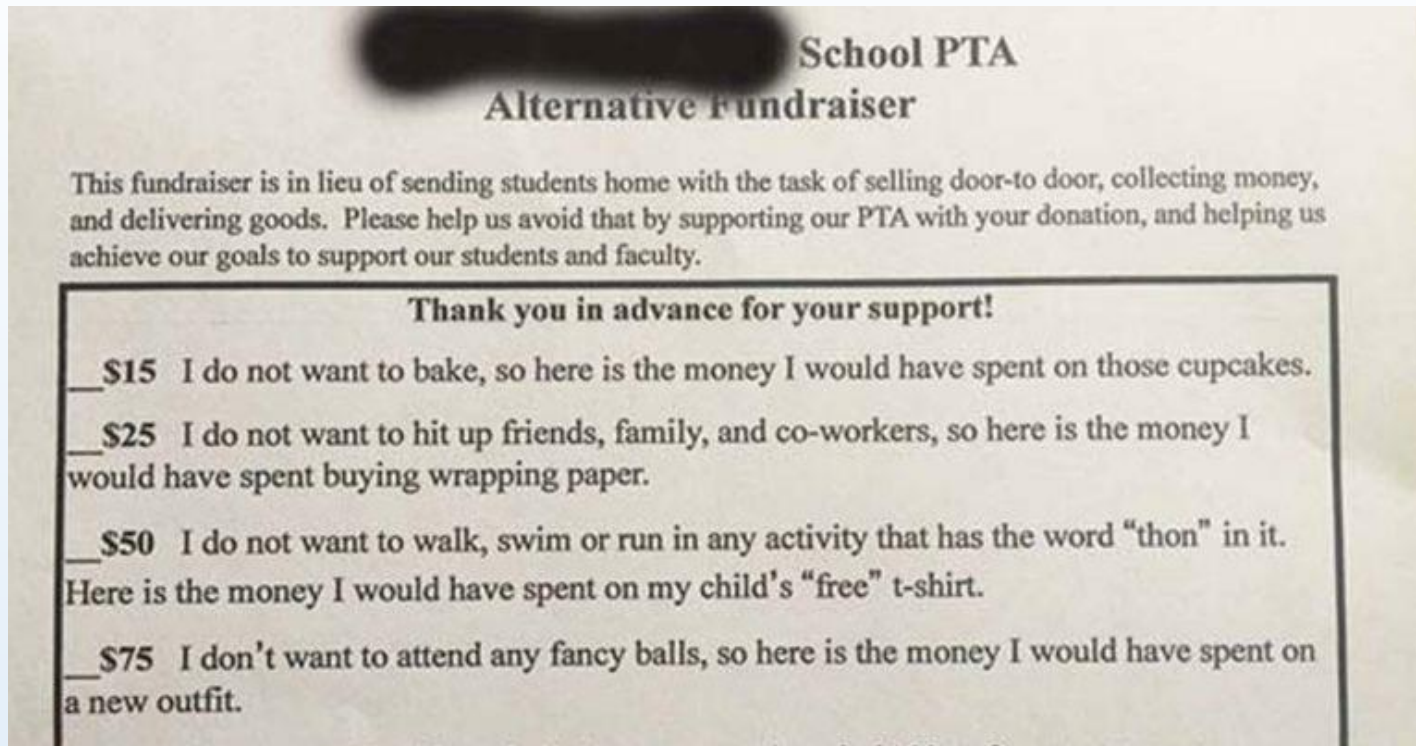 School PTA
Alternative Fundraiser
This fundraiser is in lieu of sending students home with the task of selling door-to door, collecting money,
and delivering goods. Please help us avoid that by supporting our PTA with your donation, and helping us
achieve our goals to support our students and faculty.
Thank you in advance for your support!
__$15 I do not want to bake, so here is the money I would have spent on those cupcakes.
__$25 I do not want to hit up friends, family, and co-workers, so here is the money I
would have spent buying wrapping paper.
__$50 I do not want to walk, swim or run in any activity that has the word “thon” in it.
Here is the money I would have spent on my child’s “free” t-shirt.
__$75 I don’t want to attend any fancy balls, so here is the money I would have spent on
a new outfit.